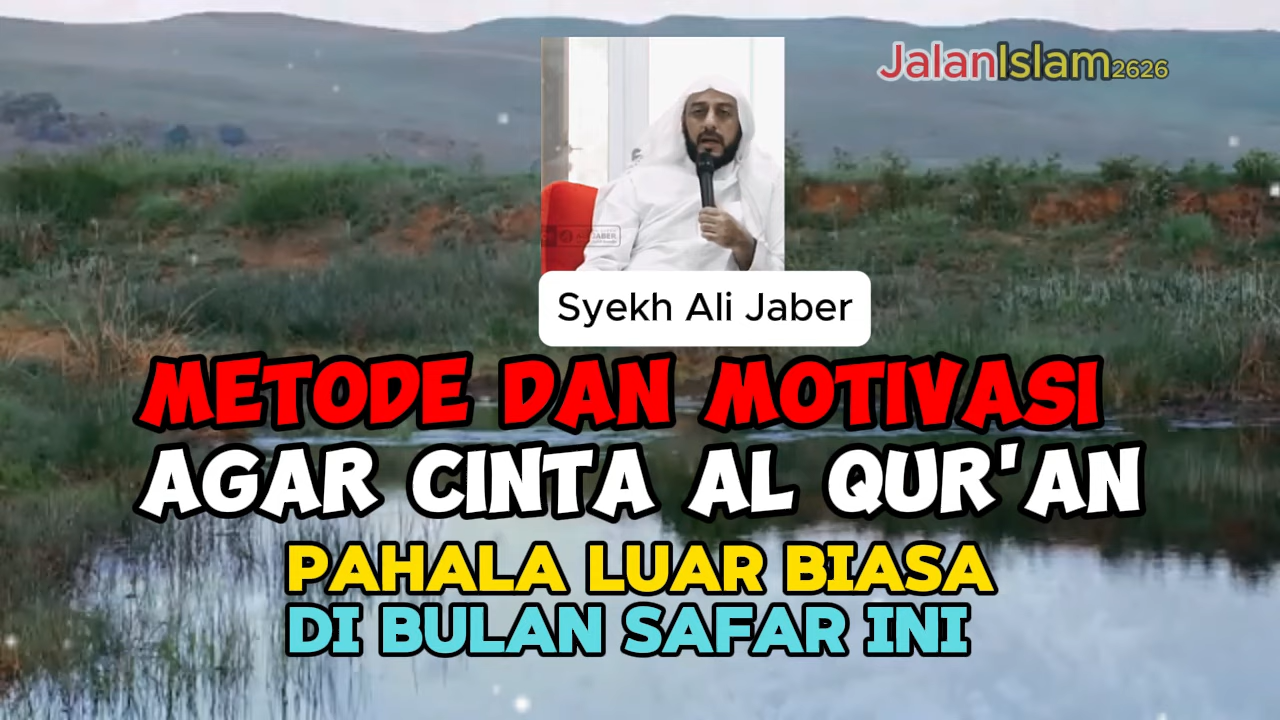 JalanIslam2626
Syekh Ali Jaber
METODE DAN MOTIVASI
AGAR CINTA AL QUR'AN
PAHALA LUAR BIASA
DI BULAN SAFAR INI